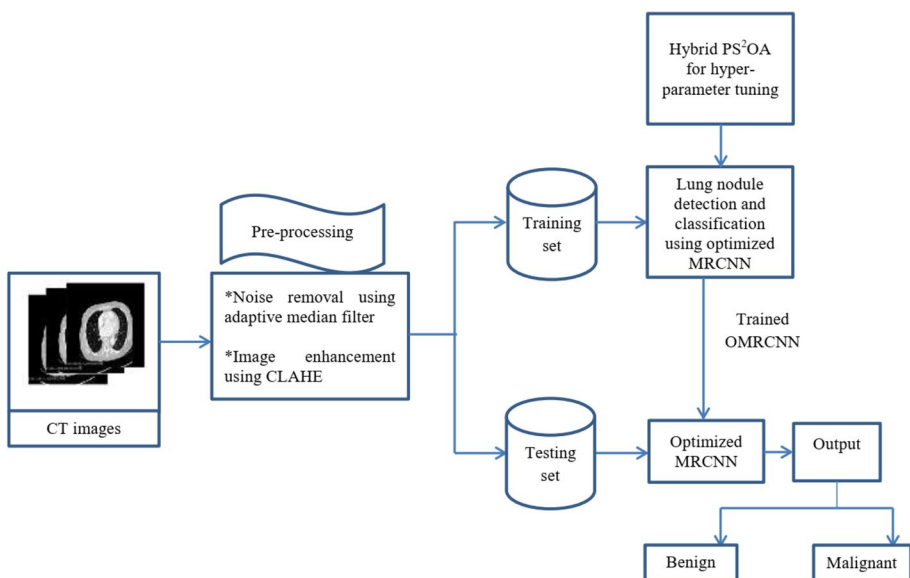 Hybrid PS²OA
for hyper-
parameter tuning
Pre-processing
Training
set
Lung nodule
detection and
classification
using optimized
MRCNN
*Noise removal using
adaptive median filter
*Image enhancement
using CLAHE
Trained
OMRCNN
CT images
Testing
set
Optimized
MRCNN
Output
Benign
Malignant